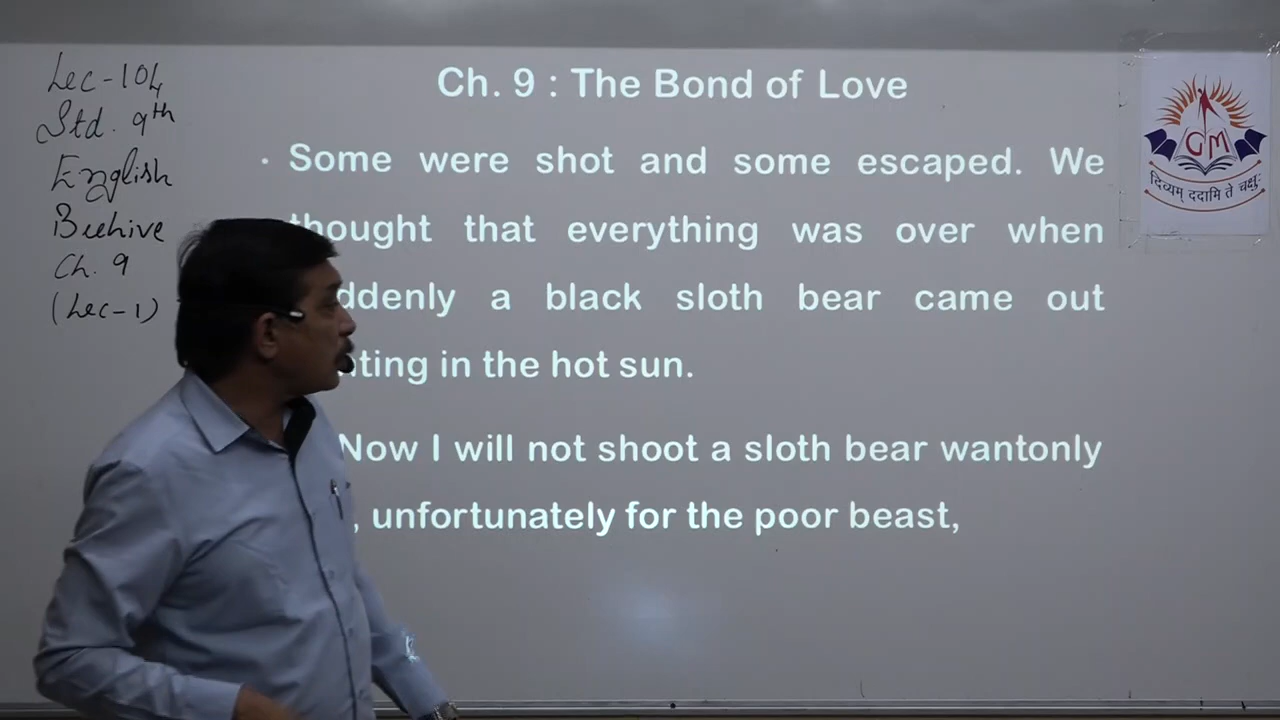 Lec-104
Std. 9th
English
Beehive
Ch. 9
(Lec-1)
Ch. 9 : The Bond of Love
• Some were shot and some escaped. We
thought that everything was over when
ddenly a black sloth bear came out
nting in the hot sun.
Now I will not shoot a sloth bear wantonly
, unfortunately for the poor beast,
GM
दिव्यम् ददामि ते चक्षुः